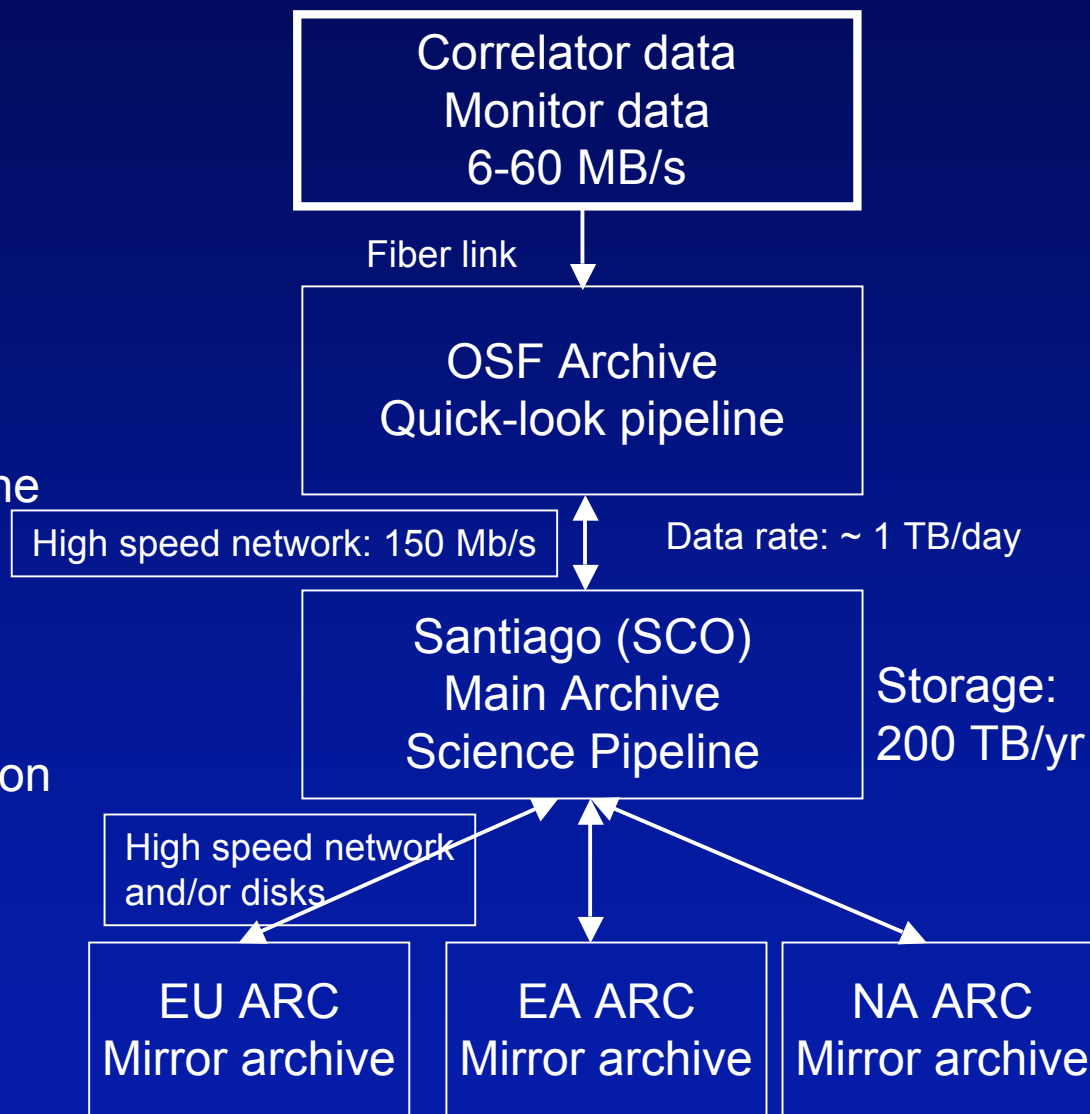 Correlator data
Monitor data
6-60 MB/s
Fiber link
OSF Archive
Quick-look pipeline
ne
High speed network: 150 Mb/s
Data rate: ~ 1 TB/day
Santiago (SCO)
Main Archive
Science Pipeline
Storage:
200 TB/yr
on
High speed network
and/or disks
EU ARC
Mirror archive
EA ARC
Mirror archive
NA ARC
Mirror archive